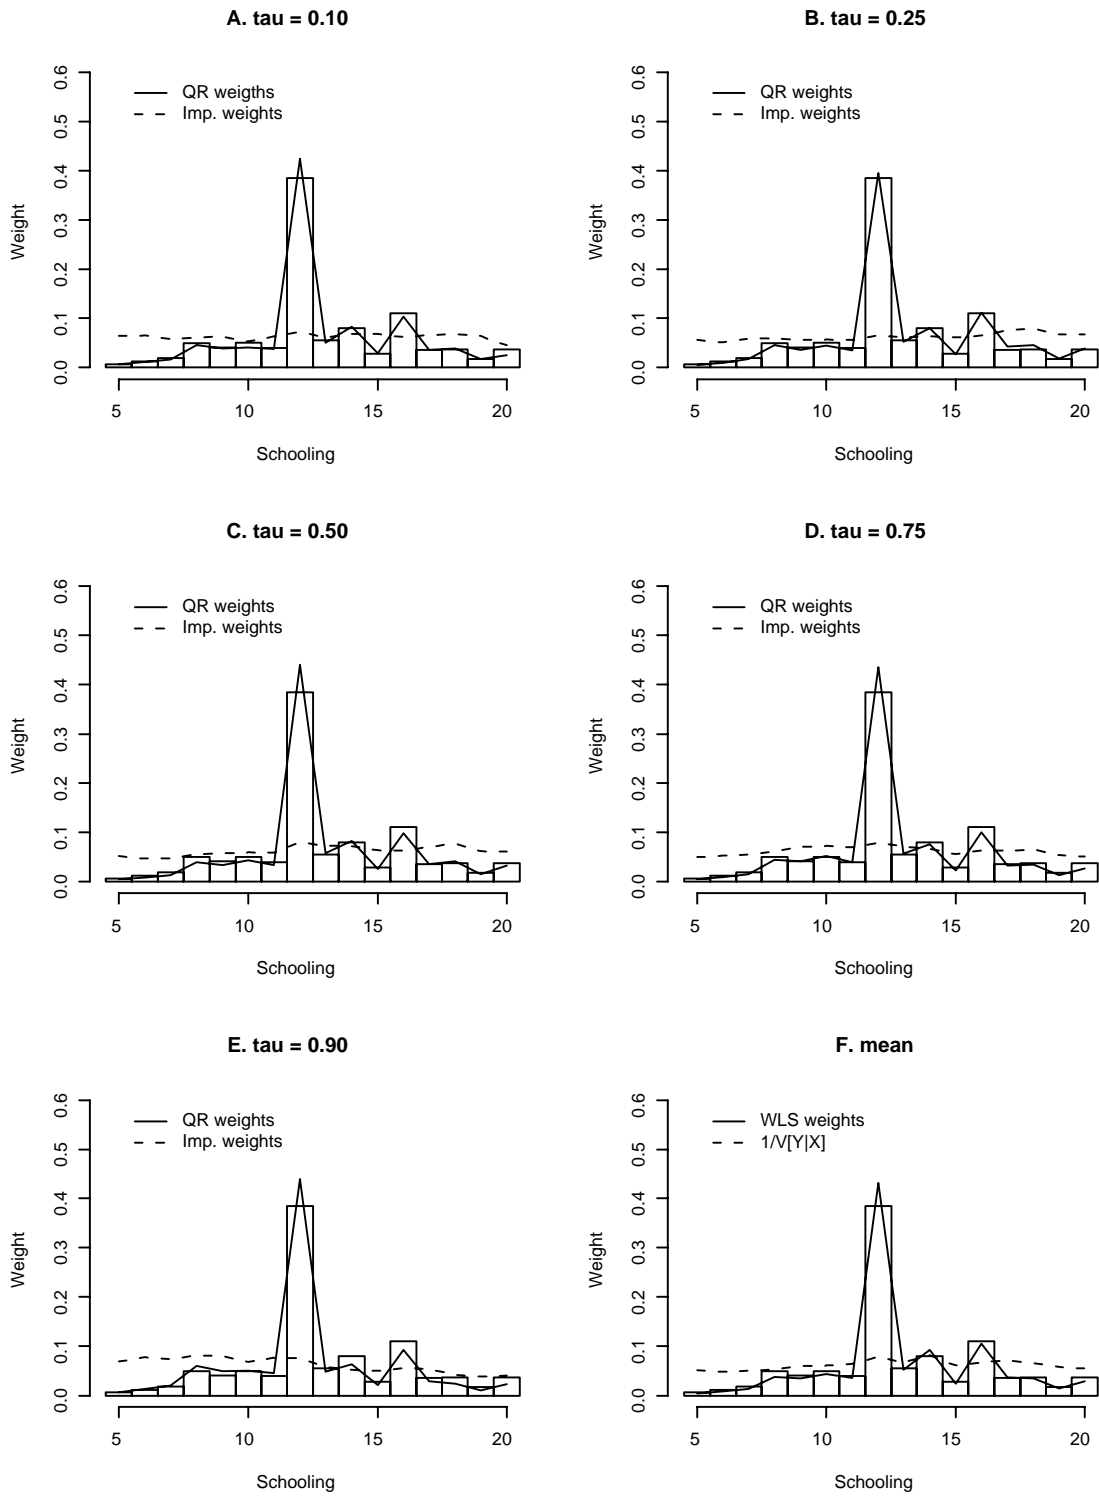 A. tau = 0.10
0.6
0.5
0.4
0.3
0.2
0.1
0.0
Weight
QR weigths
Imp. weights
5 10 15 20
Schooling
B. tau = 0.25
0.6
0.5
0.4
0.3
0.2
0.1
0.0
Weight
QR weights
Imp. weights
5 10 15 20
Schooling
C. tau = 0.50
0.6
0.5
0.4
0.3
0.2
0.1
0.0
Weight
QR weights
Imp. weights
5 10 15 20
Schooling
D. tau = 0.75
0.6
0.5
0.4
0.3
0.2
0.1
0.0
Weight
QR weights
Imp. weights
5 10 15 20
Schooling
E. tau = 0.90
0.6
0.5
0.4
0.3
0.2
0.1
0.0
Weight
QR weights
Imp. weights
5 10 15 20
Schooling
F. mean
0.6
0.5
0.4
0.3
0.2
0.1
0.0
Weight
WLS weights
1/V[Y|X]
5 10 15 20
Schooling